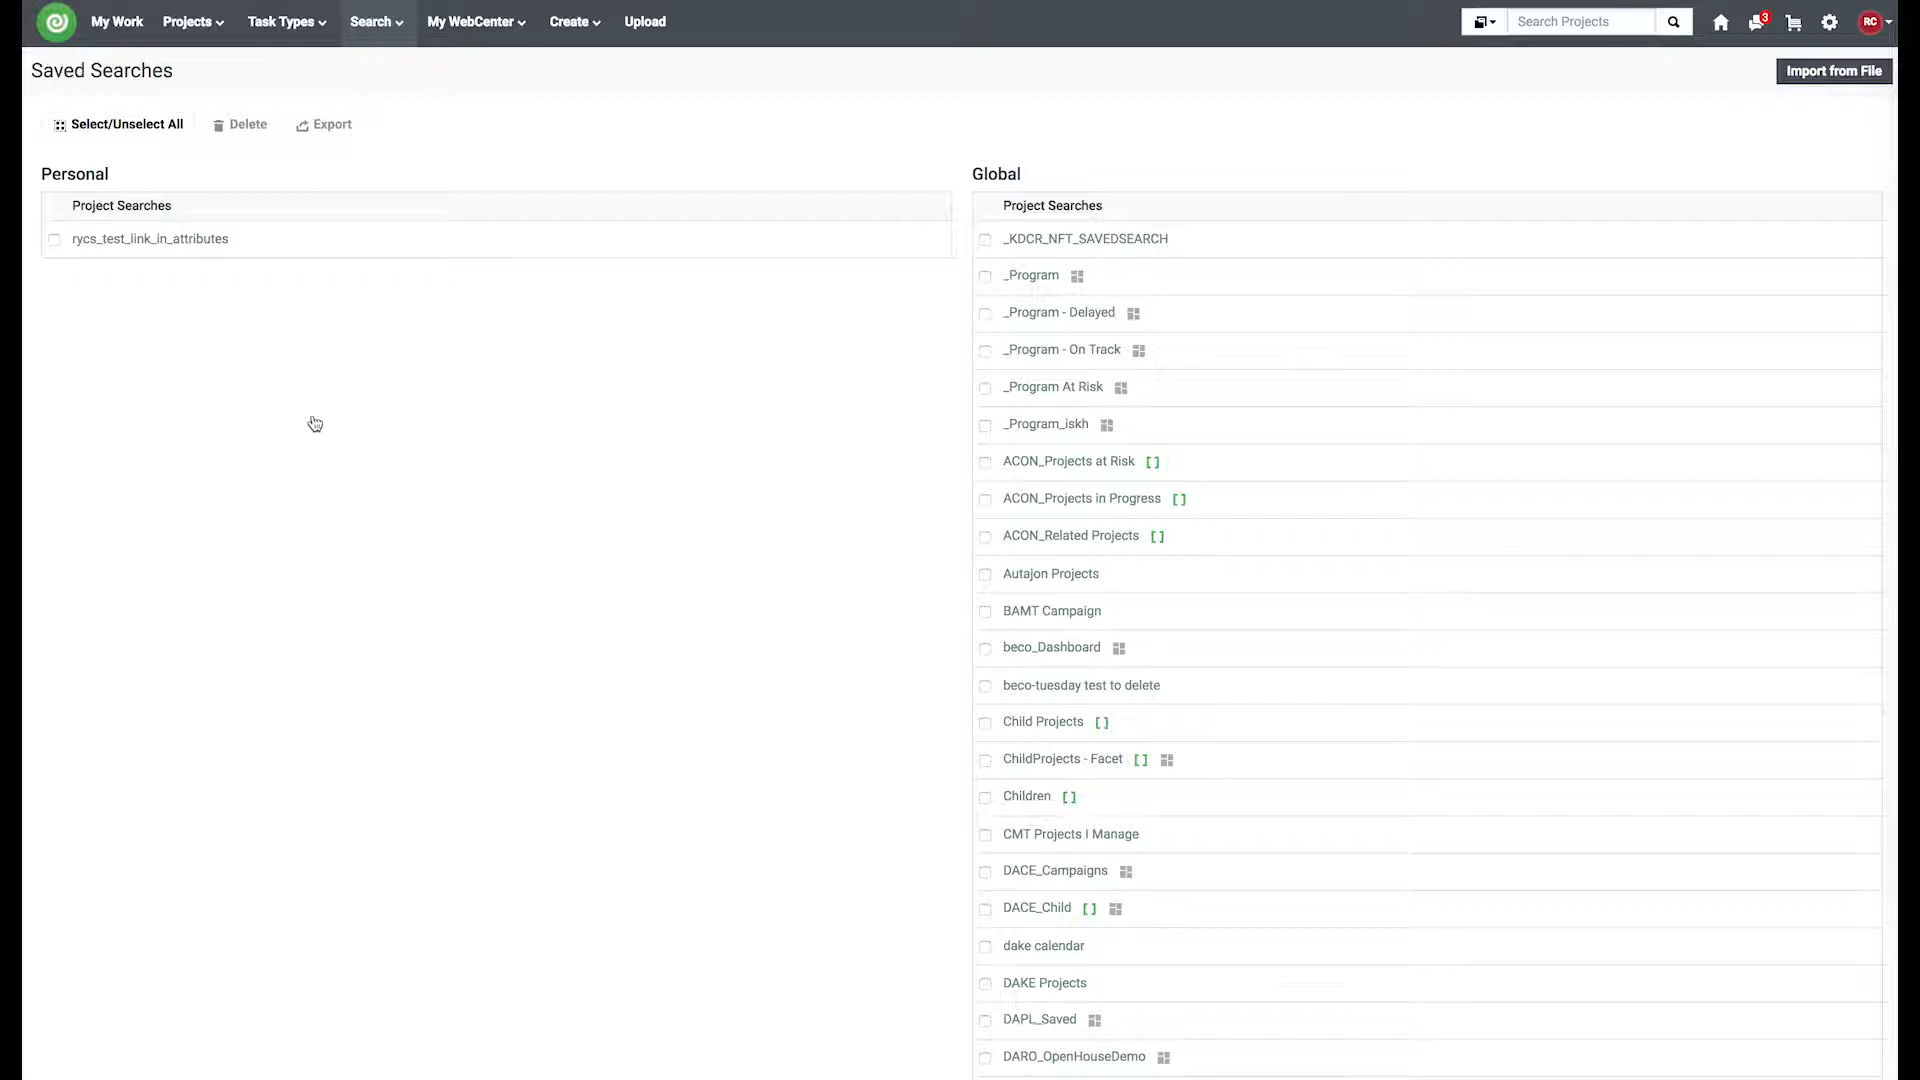 My Work Projects Task Types Search My WebCenter Create Upload Search Projects 3 RC
Saved Searches
Import from File
Select/Unselect All Delete Export
Personal
Project Searches
rycs_test_link_in_attributes
Global
Project Searches
_KDCR_NFT_SAVEDSEARCH
_Program
_Program - Delayed
_Program - On Track
_Program At Risk
_Program_iskh
ACON_Projects at Risk [ ]
ACON_Projects in Progress [ ]
ACON_Related Projects [ ]
Autajon Projects
BAMT Campaign
beco_Dashboard
beco-tuesday test to delete
Child Projects [ ]
ChildProjects - Facet [ ]
Children [ ]
CMT Projects I Manage
DACE_Campaigns
DACE_Child [ ]
dake calendar
DAKE Projects
DAPL_Saved
DARO_OpenHouseDemo